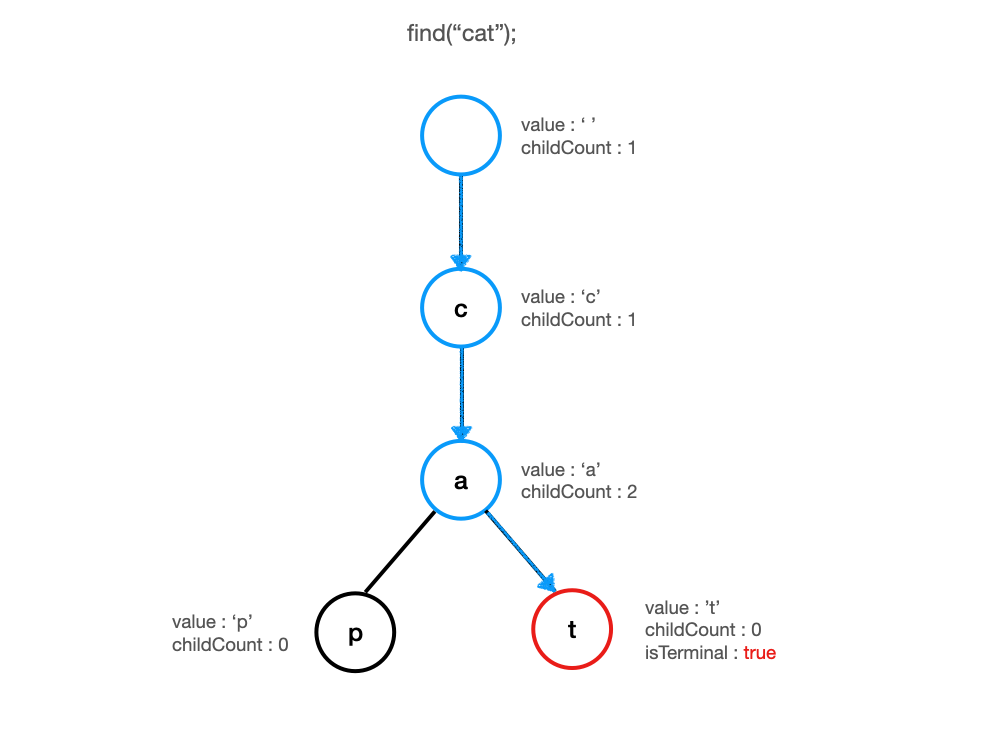 find(“cat”);
value : ‘ ’
childCount : 1
c
value : ‘c’
childCount : 1
a
value : ‘a’
childCount : 2
value : ‘p’
childCount : 0
p
t
value : ’t’
childCount : 0
isTerminal : true